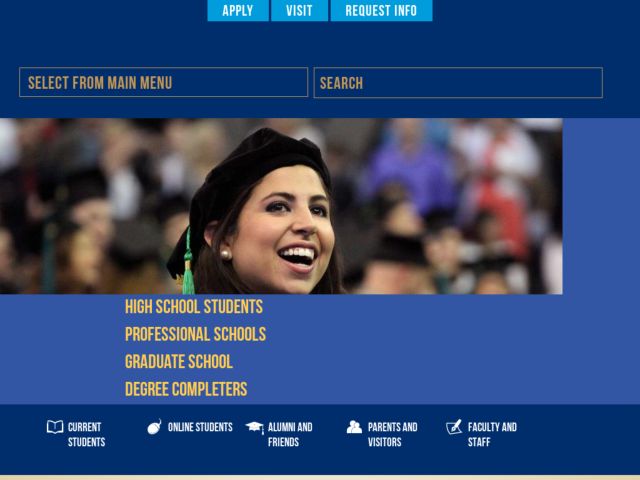 APPLY
VISIT
REQUEST INFO
SELECT FROM MAIN MENU
SEARCH
HIGH SCHOOL STUDENTS
PROFESSIONAL SCHOOLS
GRADUATE SCHOOL
DEGREE COMPLETERS
CURRENT
STUDENTS
ONLINE STUDENTS
ALUMNI AND
FRIENDS
PARENTS AND
VISITORS
FACULTY AND
STAFF